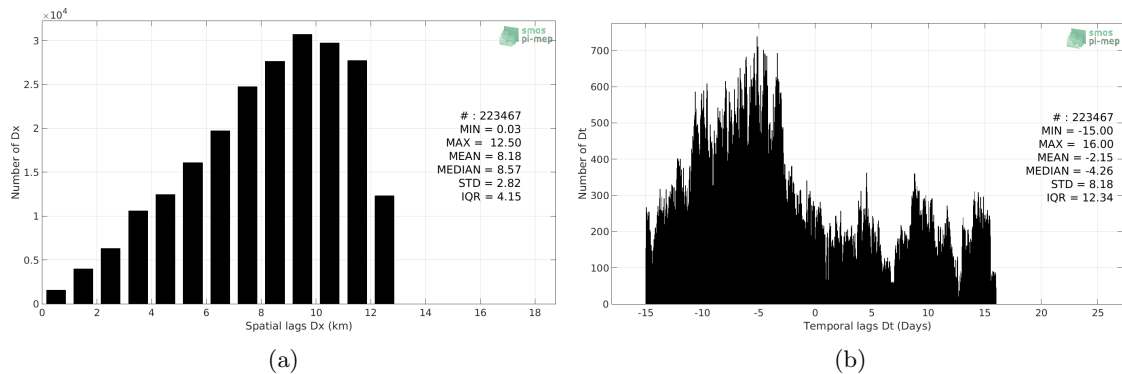 ×10⁴
3
2.5
2
1.5
1
0.5
0
Number of Dx
0 2 4 6 8 10 12 14 16 18
Spatial lags Dx (km)
smos
pi-mep
# : 223467
MIN = 0.03
MAX = 12.50
MEAN = 8.18
MEDIAN = 8.57
STD = 2.82
IQR = 4.15
(a)
700
600
500
400
300
200
100
0
Number of Dt
-15 -10 -5 0 5 10 15 20 25
Temporal lags Dt (Days)
smos
pi-mep
# : 223467
MIN = -15.00
MAX = 16.00
MEAN = -2.15
MEDIAN = -4.26
STD = 8.18
IQR = 12.34
(b)